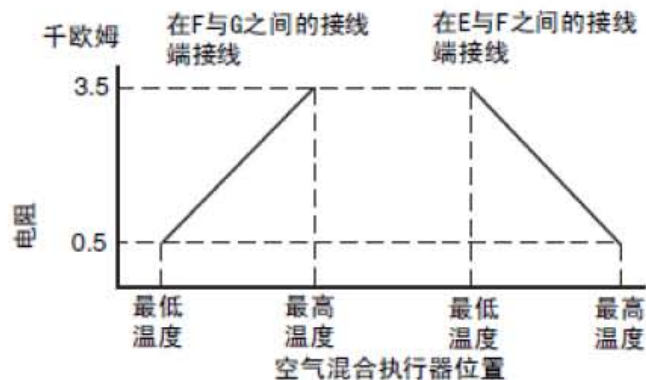 千欧姆
在F与G之间的接线
端接线
在E与F之间的接线
端接线
3.5
电阻
0.5
最低
温度
最高
温度
最低
温度
最高
温度
空气混合执行器位置